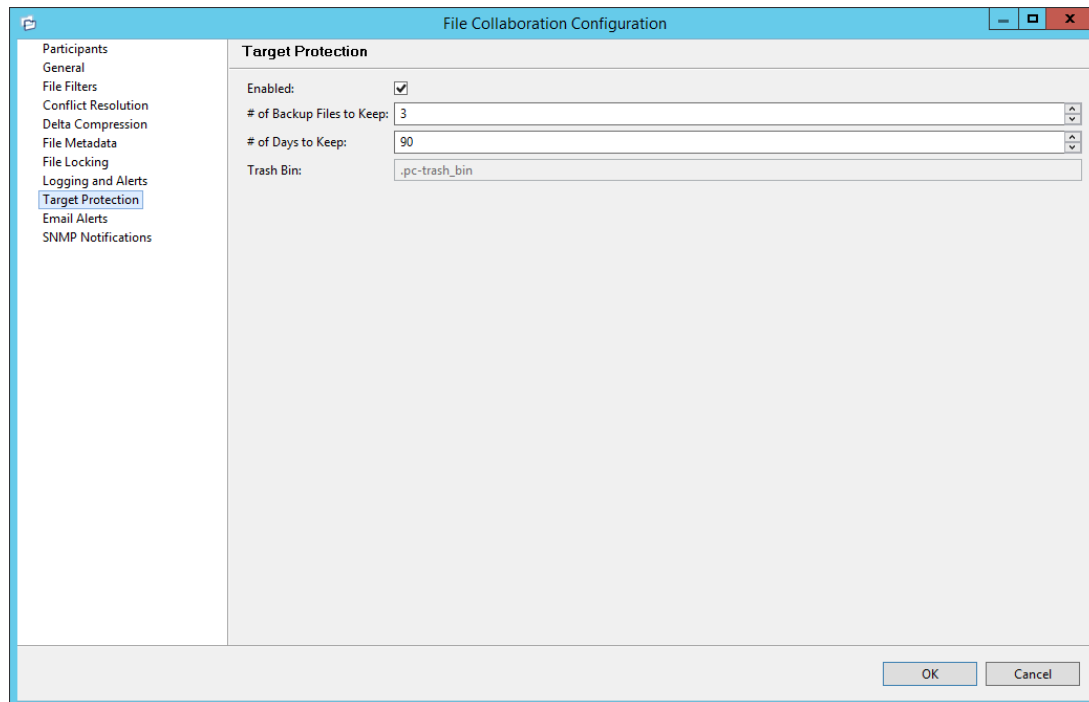 File Collaboration Configuration
Participants
General
File Filters
Conflict Resolution
Delta Compression
File Metadata
File Locking
Logging and Alerts
Target Protection
Email Alerts
SNMP Notifications
Target Protection
Enabled:
# of Backup Files to Keep: 3
# of Days to Keep: 90
Trash Bin: .pc-trash_bin
OK Cancel